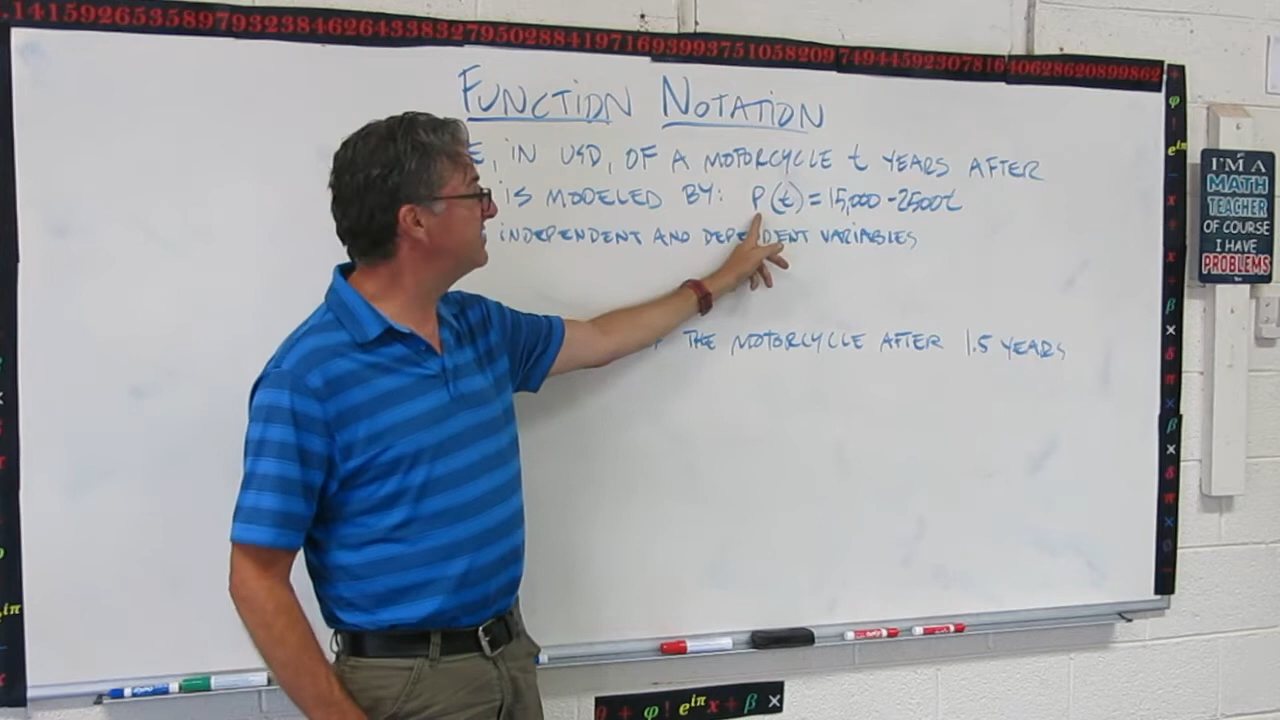 .14159265358979323846264338327950288419716939937510582097494459230781640628620899862
FUNCTION NOTATION
, IN USD, OF A MOTORCYCLE t YEARS AFTER
IS MODELED BY: P(t) = 15,000 - 2500t
INDEPENDENT AND DEPENDENT VARIABLES
THE MOTORCYCLE AFTER 1.5 YEARS
I'M A
MATH
TEACHER
OF COURSE
I HAVE
PROBLEMS
φ ! e^iπ x + β ×